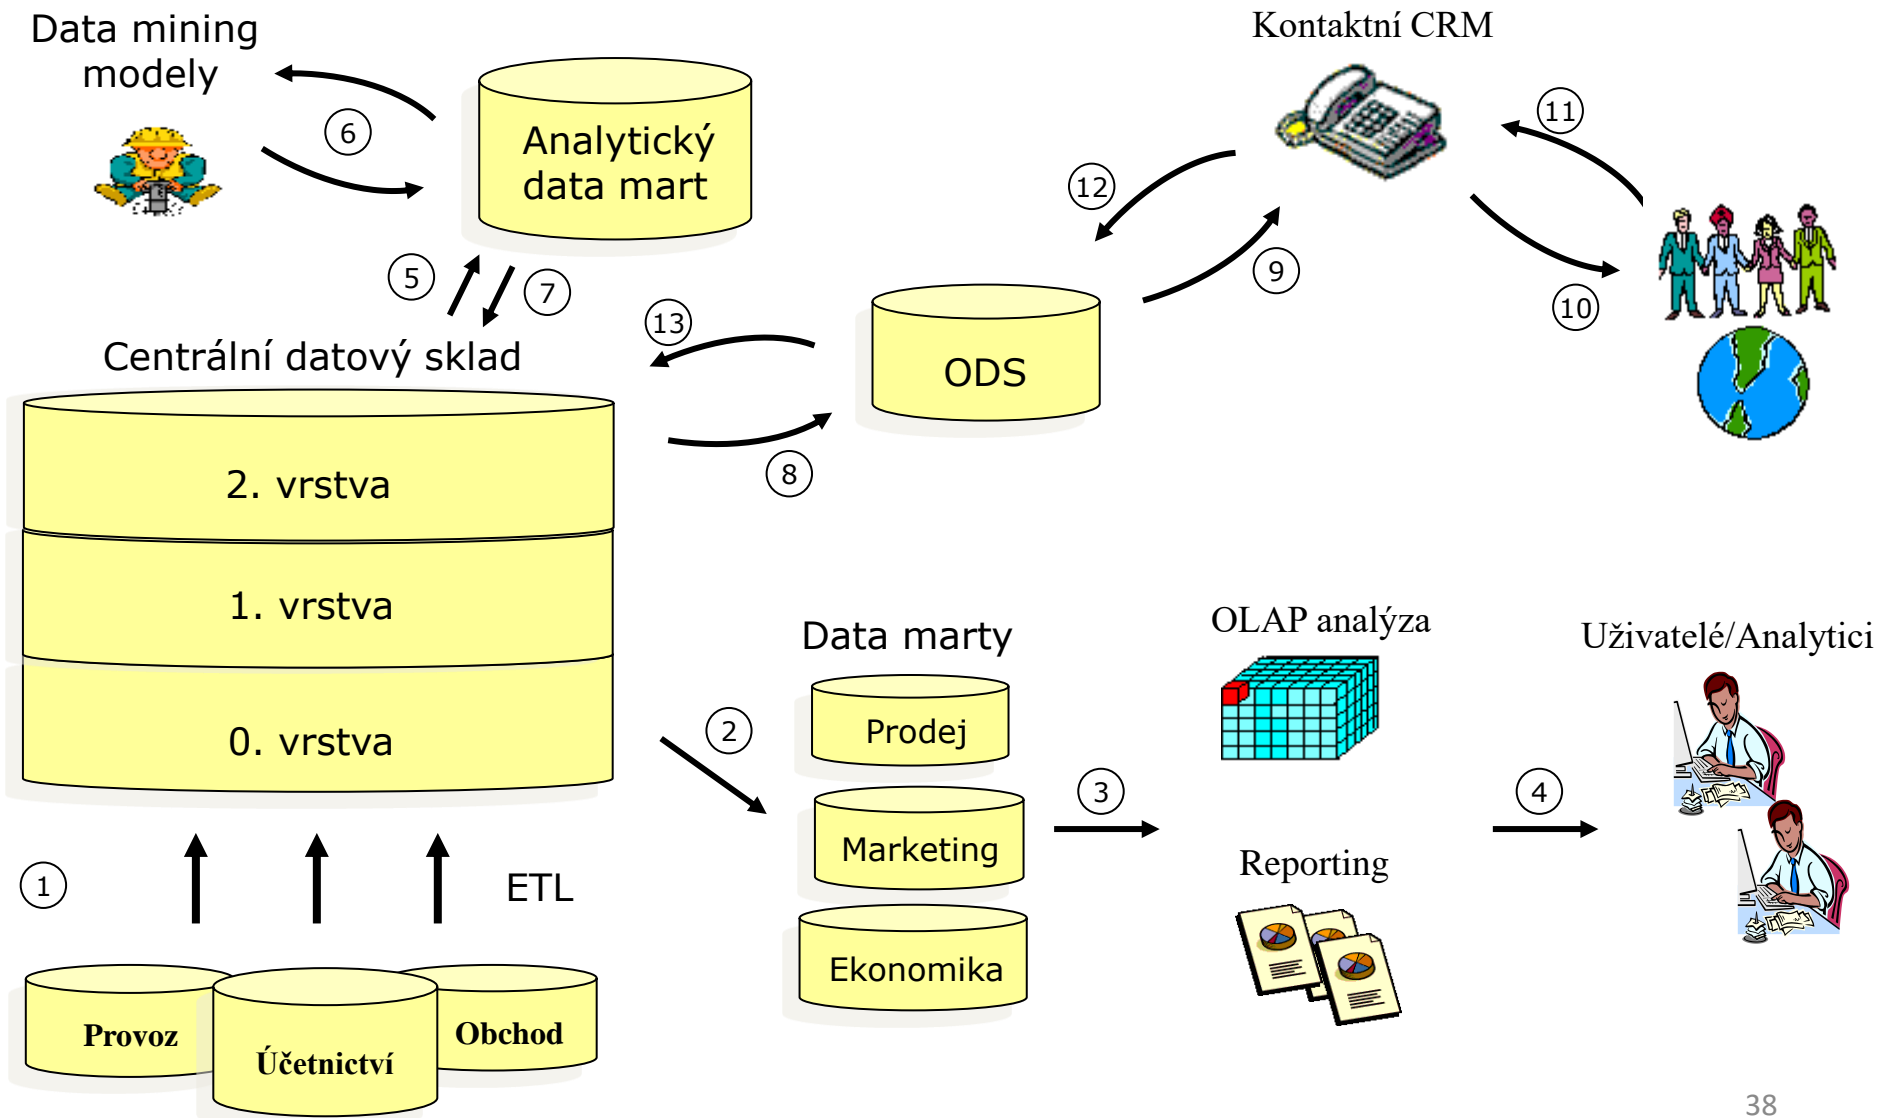 Data mining
modely
Kontaktní CRM
6
Analytický
data mart
11
12
5
7
9
10
13
Centrální datový sklad
ODS
8
2. vrstva
1. vrstva
0. vrstva
2
Data marty
Prodej
Marketing
Ekonomika
OLAP analýza
3
Reporting
Uživatelé/Analytici
4
1
ETL
Provoz
Účetnictví
Obchod
38